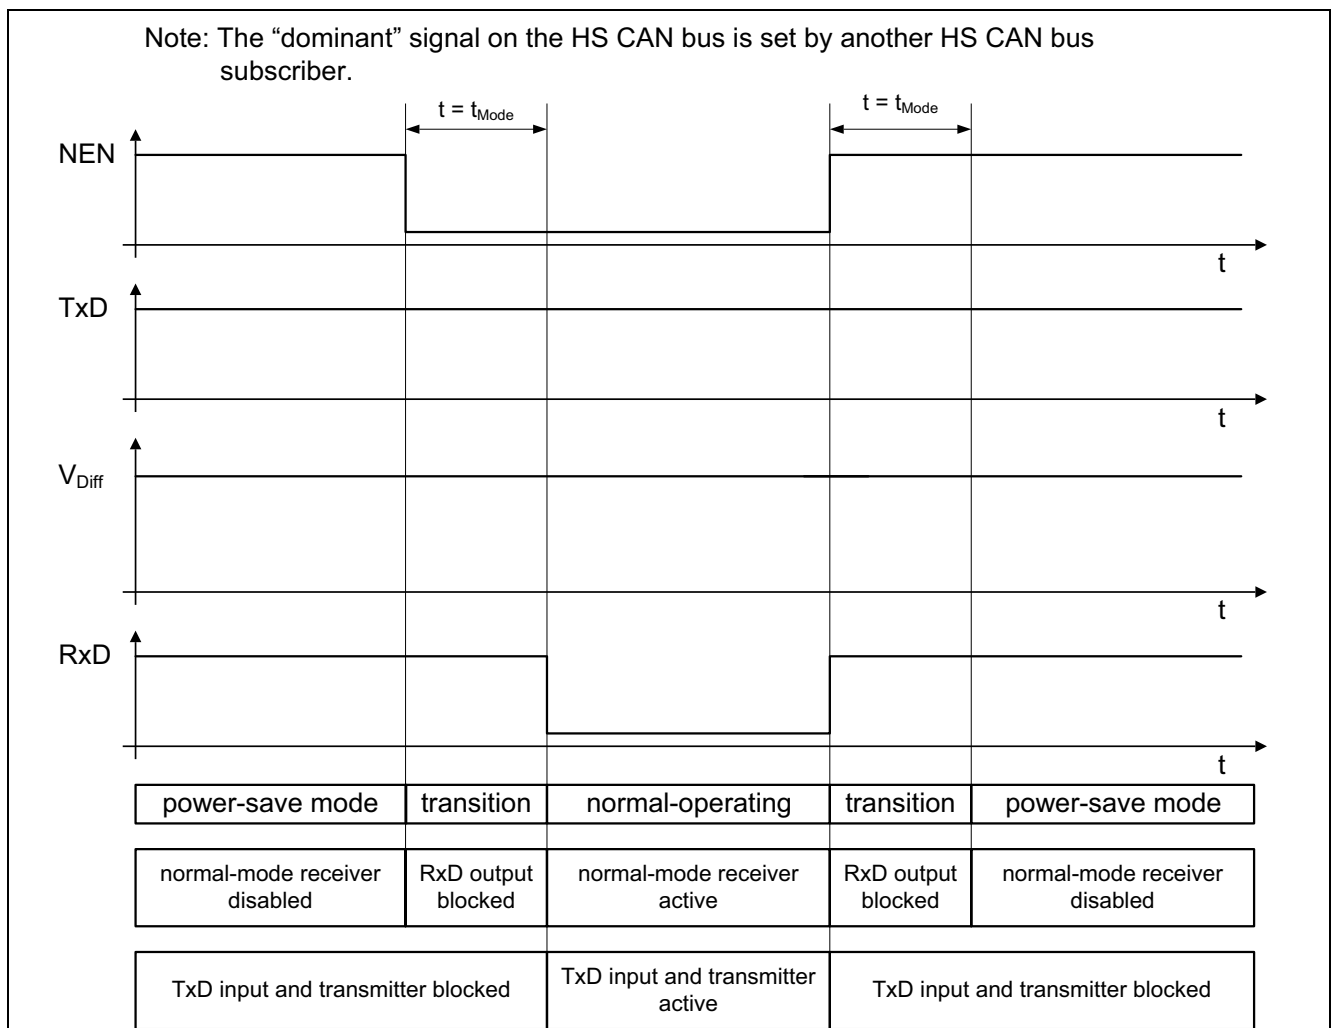 Note: The “dominant” signal on the HS CAN bus is set by another HS CAN bus
subscriber.
t = tMode
t = tMode
NEN
t
TxD
t
VDiff
t
RxD
t
power-save mode
transition
normal-operating
transition
power-save mode
normal-mode receiver
disabled
RxD output
blocked
normal-mode receiver
active
RxD output
blocked
normal-mode receiver
disabled
TxD input and transmitter blocked
TxD input and transmitter
active
TxD input and transmitter blocked